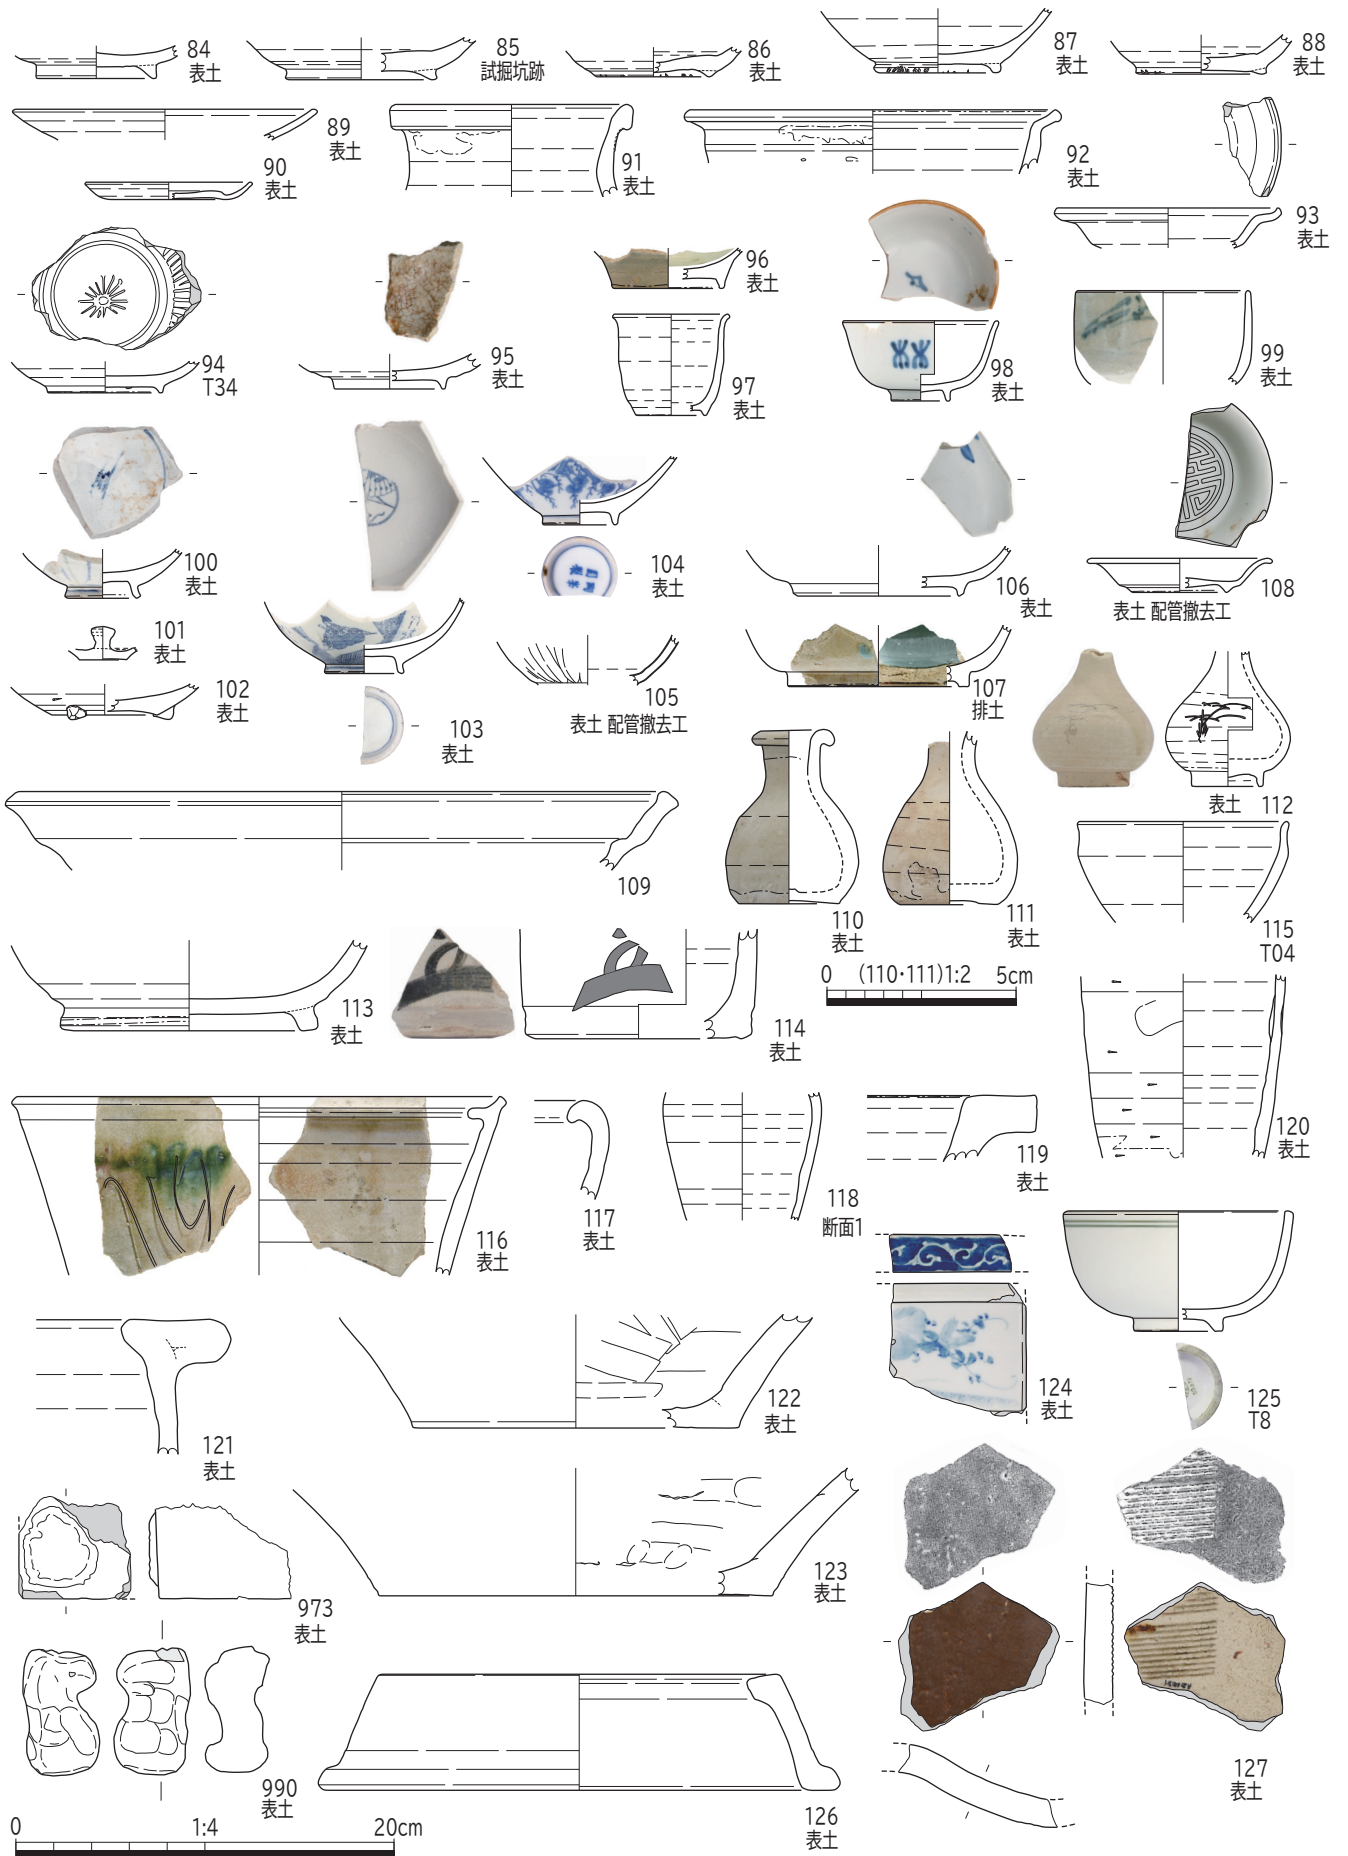 84
表土
85
試掘坑跡
86
表土
87
表土
88
表土
89
表土
90
表土
91
表土
92
表土
93
表土
94
T34
95
表土
96
表土
97
表土
98
表土
99
表土
100
表土
101
表土
102
表土
103
表土
104
表土
105
表土 配管撤去工
106
表土
107
排土
108
表土 配管撤去工
109
110
表土
111
表土
表土 112
0 (110・111)1:2 5cm
113
表土
114
表土
115
T04
116
表土
117
表土
118
断面1
119
表土
120
表土
121
表土
122
表土
123
表土
124
表土
125
T8
973
表土
990
表土
126
表土
127
表土
0 1:4 20cm